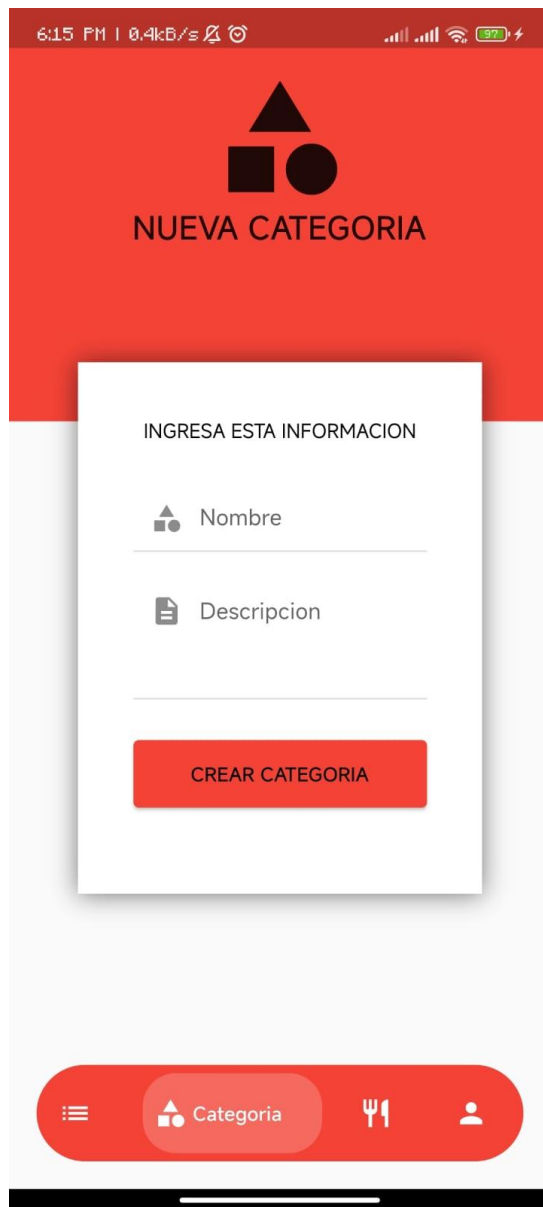 6:15 PM | 0.4kB/s
97
NUEVA CATEGORIA
INGRESA ESTA INFORMACION
Nombre
Descripcion
CREAR CATEGORIA
Categoria